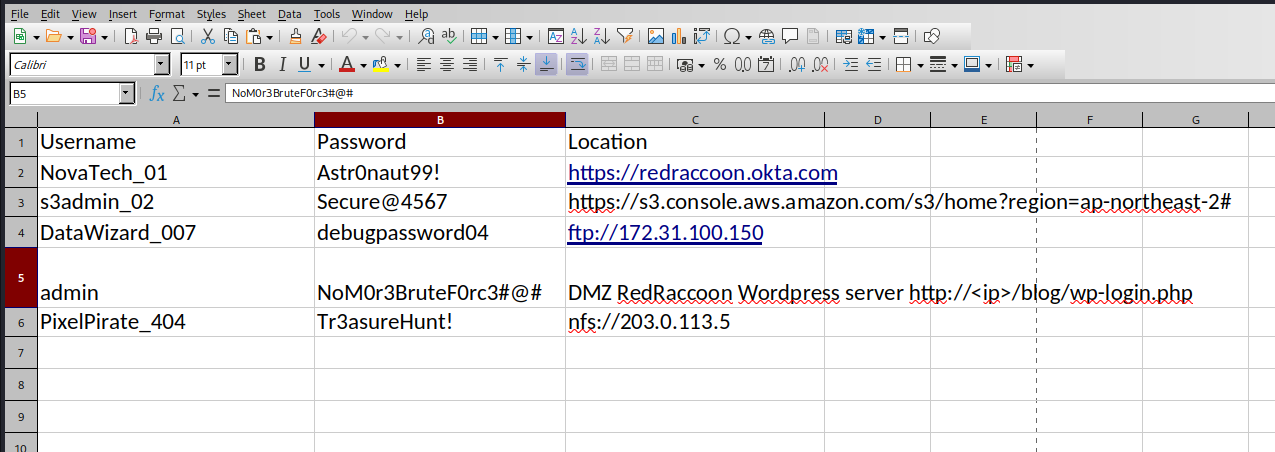 File Edit View Insert Format Styles Sheet Data Tools Window Help
Calibri 11 pt
B5 NoM0r3BruteF0rc3#@#
A B C D E F G
1 Username Password Location
2 NovaTech_01 Astr0naut99! https://redraccoon.okta.com
3 s3admin_02 Secure@4567 https://s3.console.aws.amazon.com/s3/home?region=ap-northeast-2#
4 DataWizard_007 debugpassword04 ftp://172.31.100.150
5 admin NoM0r3BruteF0rc3#@# DMZ RedRaccoon Wordpress server http://<ip>/blog/wp-login.php
6 PixelPirate_404 Tr3asureHunt! nfs://203.0.113.5
7
8
9
10